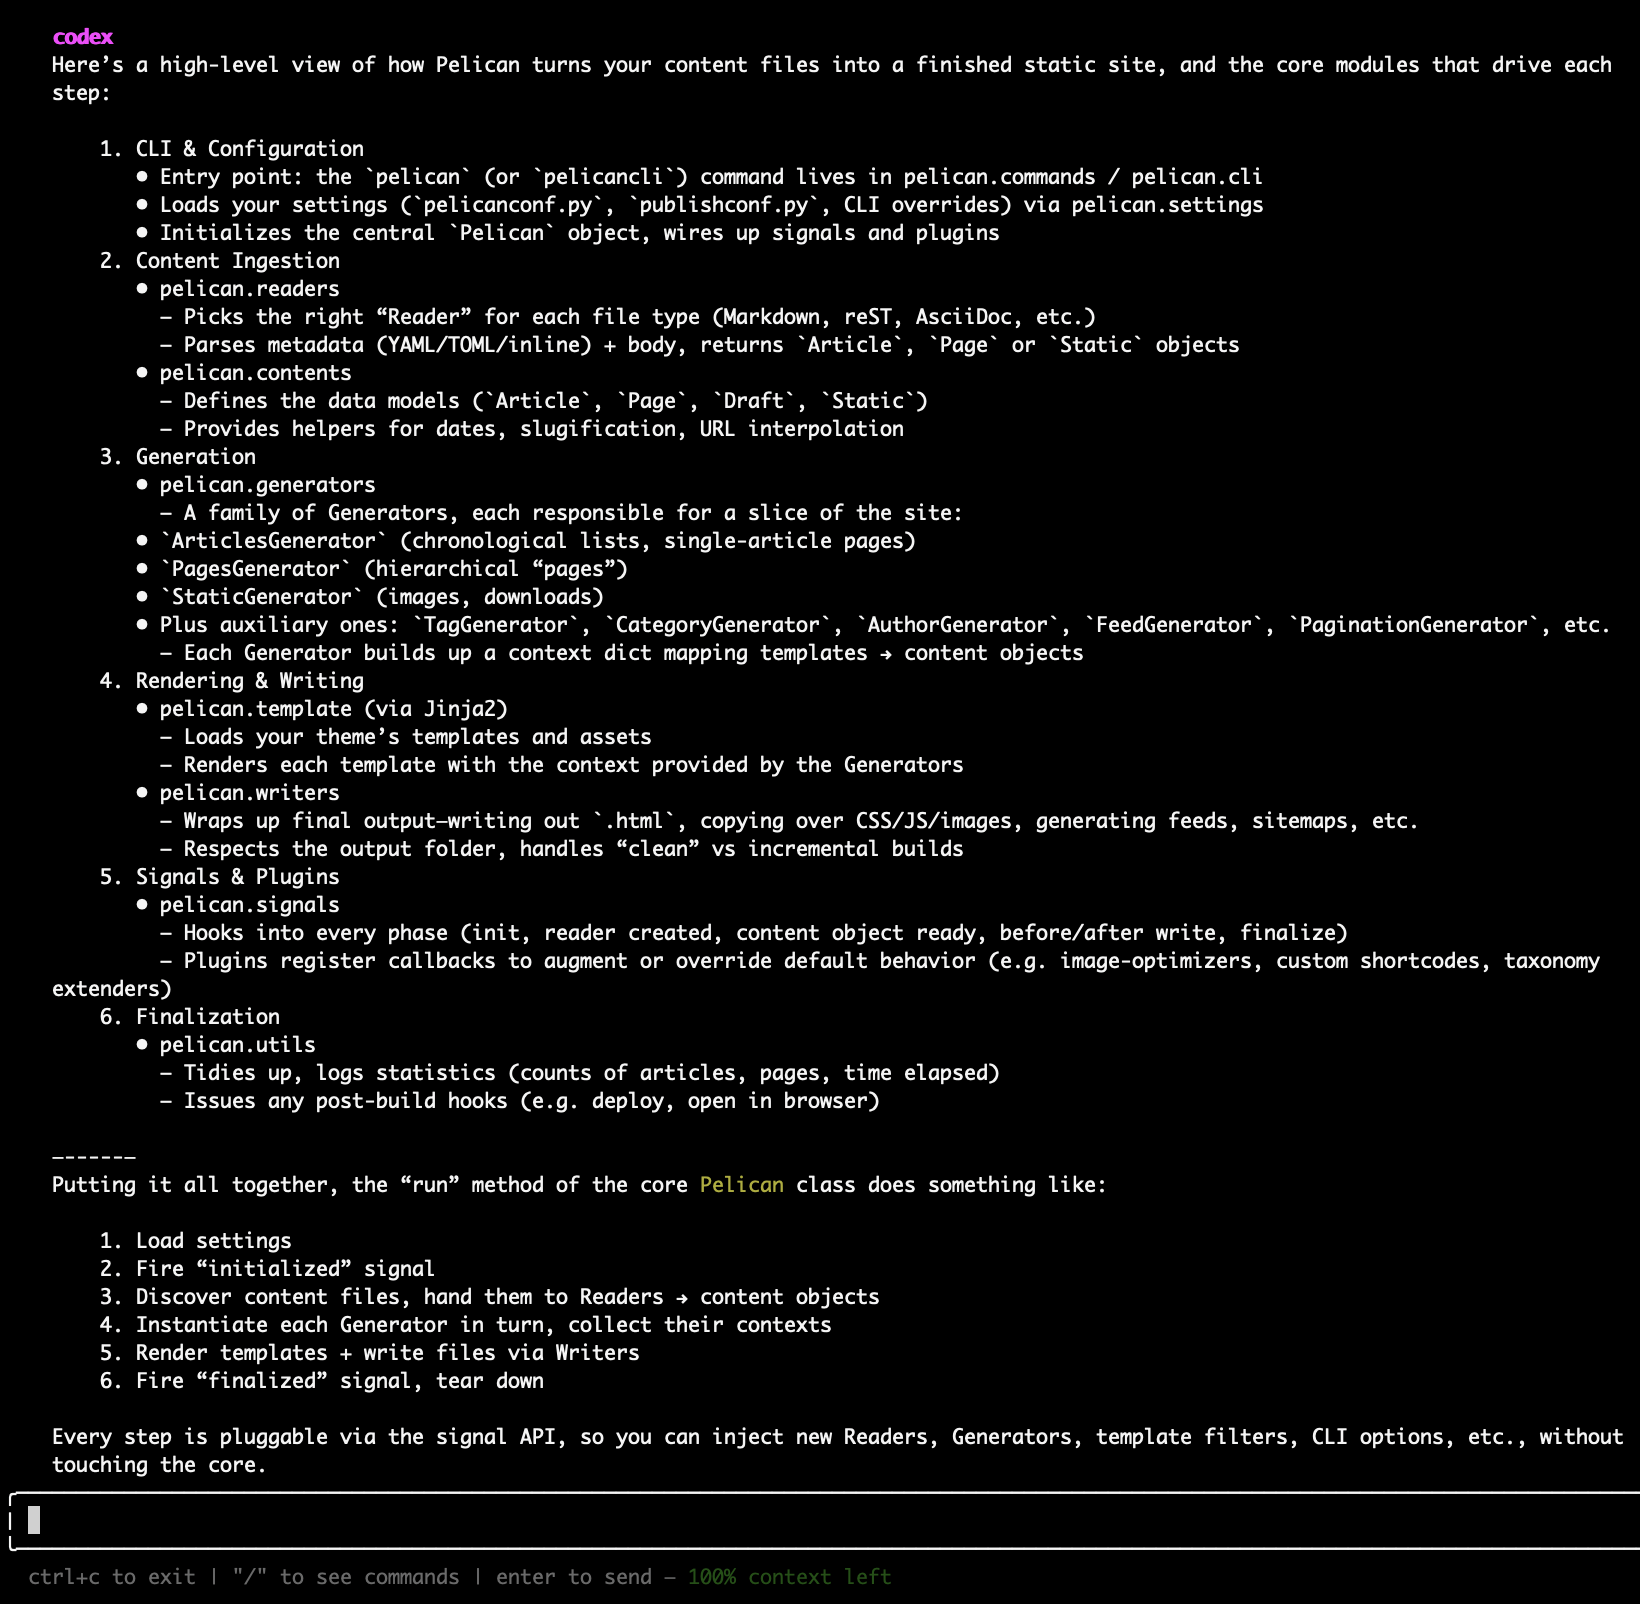 codex
Here’s a high-level view of how Pelican turns your content files into a finished static site, and the core modules that drive each
step:
1. CLI & Configuration
• Entry point: the `pelican` (or `pelicancli`) command lives in pelican.commands / pelican.cli
• Loads your settings (`pelicanconf.py`, `publishconf.py`, CLI overrides) via pelican.settings
• Initializes the central `Pelican` object, wires up signals and plugins
2. Content Ingestion
• pelican.readers
– Picks the right “Reader” for each file type (Markdown, reST, AsciiDoc, etc.)
– Parses metadata (YAML/TOML/inline) + body, returns `Article`, `Page` or `Static` objects
• pelican.contents
– Defines the data models (`Article`, `Page`, `Draft`, `Static`)
– Provides helpers for dates, slugification, URL interpolation
3. Generation
• pelican.generators
– A family of Generators, each responsible for a slice of the site:
• `ArticlesGenerator` (chronological lists, single-article pages)
• `PagesGenerator` (hierarchical “pages”)
• `StaticGenerator` (images, downloads)
• Plus auxiliary ones: `TagGenerator`, `CategoryGenerator`, `AuthorGenerator`, `FeedGenerator`, `PaginationGenerator`, etc.
– Each Generator builds up a context dict mapping templates → content objects
4. Rendering & Writing
• pelican.template (via Jinja2)
– Loads your theme’s templates and assets
– Renders each template with the context provided by the Generators
• pelican.writers
– Wraps up final output—writing out `.html`, copying over CSS/JS/images, generating feeds, sitemaps, etc.
– Respects the output folder, handles “clean” vs incremental builds
5. Signals & Plugins
• pelican.signals
– Hooks into every phase (init, reader created, content object ready, before/after write, finalize)
– Plugins register callbacks to augment or override default behavior (e.g. image-optimizers, custom shortcodes, taxonomy
extenders)
6. Finalization
• pelican.utils
– Tidies up, logs statistics (counts of articles, pages, time elapsed)
– Issues any post-build hooks (e.g. deploy, open in browser)
—-----—
Putting it all together, the “run” method of the core Pelican class does something like:
1. Load settings
2. Fire “initialized” signal
3. Discover content files, hand them to Readers → content objects
4. Instantiate each Generator in turn, collect their contexts
5. Render templates + write files via Writers
6. Fire “finalized” signal, tear down
Every step is pluggable via the signal API, so you can inject new Readers, Generators, template filters, CLI options, etc., without
touching the core.
ctrl+c to exit | "/" to see commands | enter to send — 100% context left